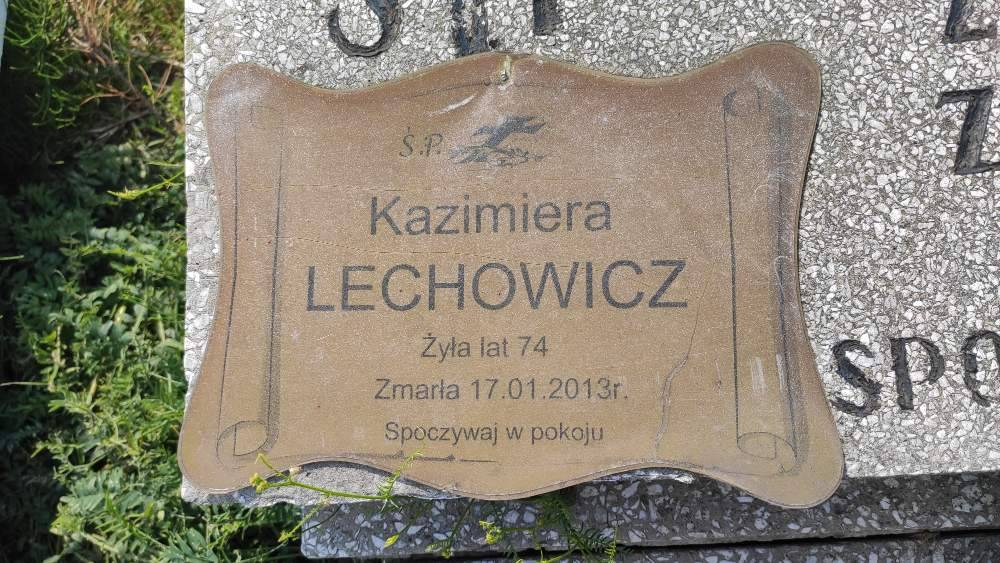 Ś.P.
Kazimiera
LECHOWICZ
Żyła lat 74
Zmarła 17.01.2013r.
Spoczywaj w pokoju